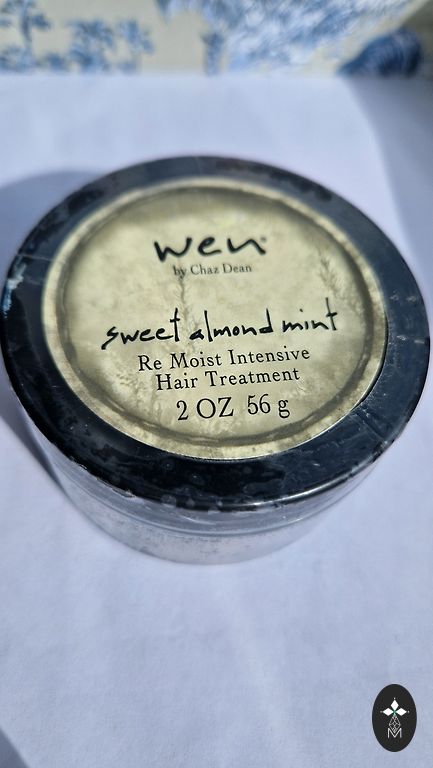 wen®
by Chaz Dean
sweet almond mint
Re Moist Intensive
Hair Treatment
2 OZ 56 g